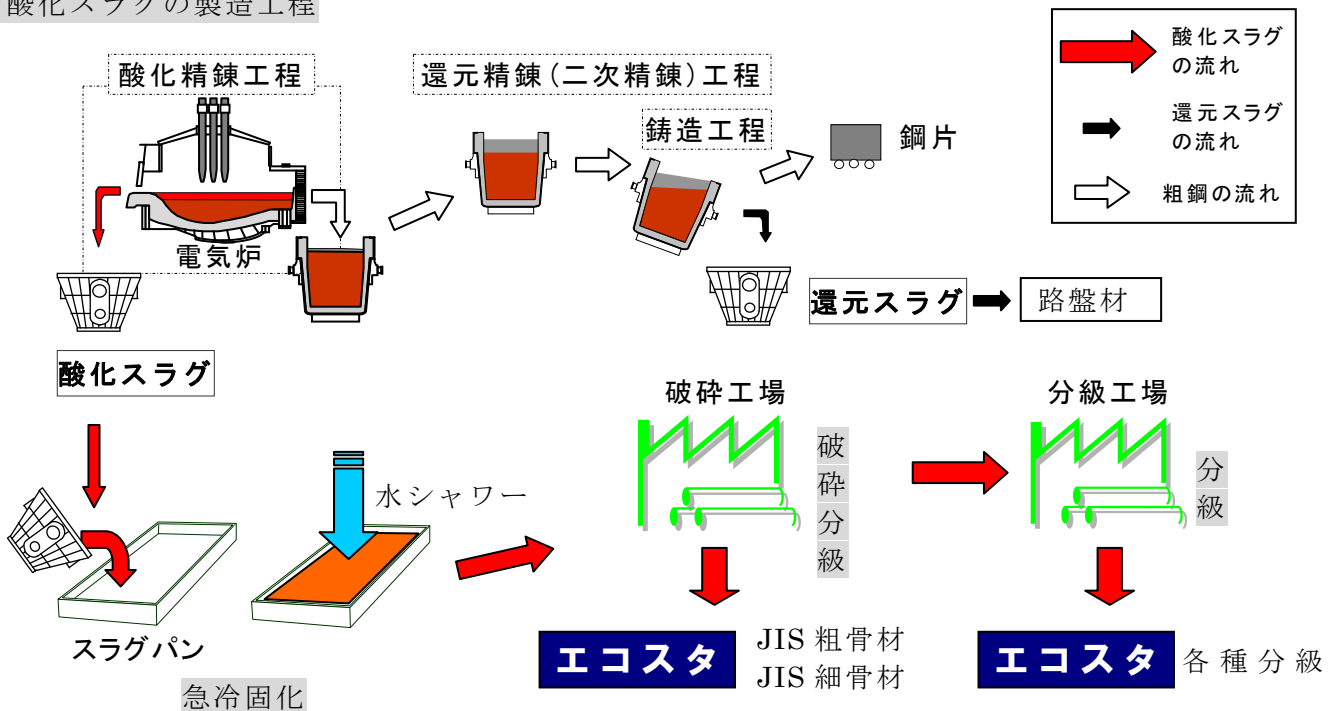 酸化スラグの製造工程
酸化精錬工程
還元精錬(二次精錬)工程
鋳造工程
鋼片
酸化スラグ
の流れ
還元スラグ
の流れ
粗鋼の流れ
電気炉
還元スラグ
路盤材
酸化スラグ
破砕工場
分級工場
破砕分級
分級
水シャワー
スラグパン
急冷固化
エコスタ
JIS 粗骨材
JIS 細骨材
エコスタ
各種分級